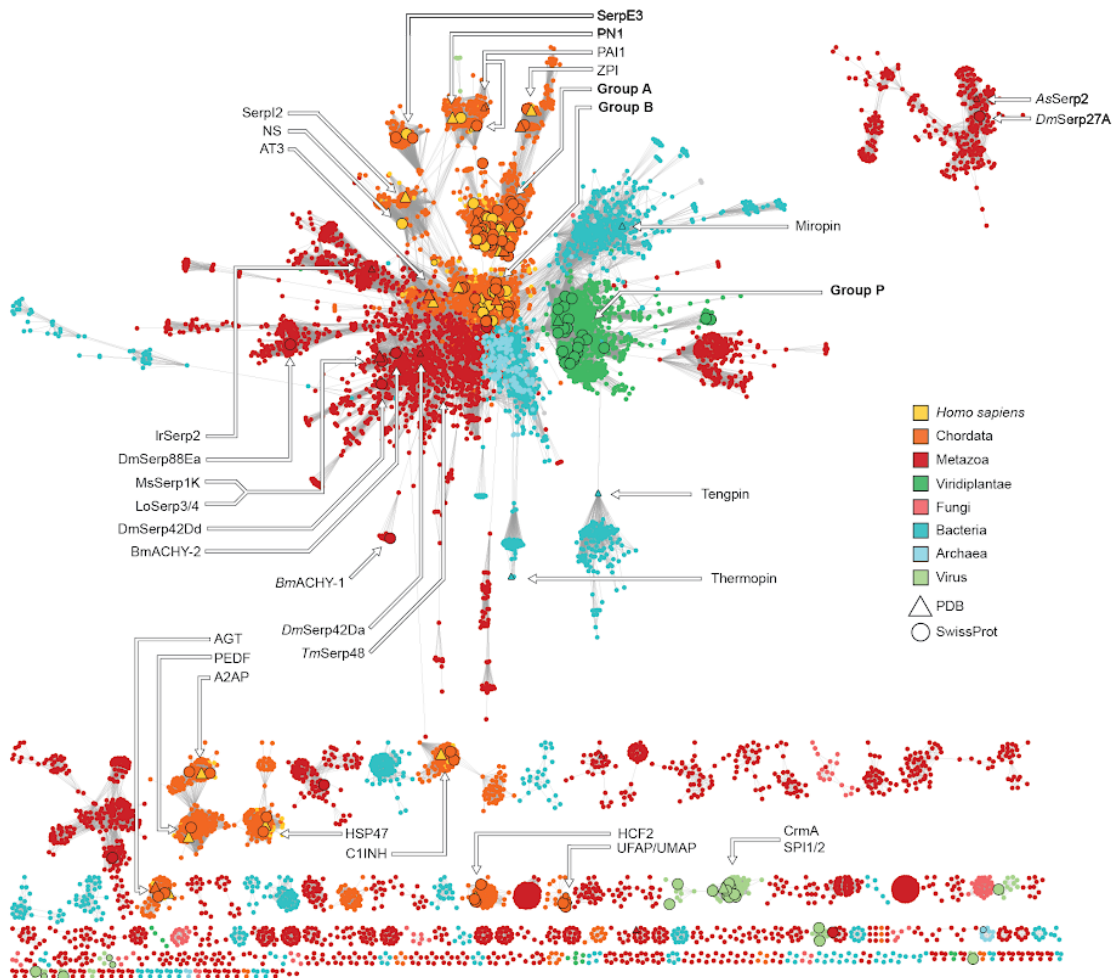 SerpE3
PN1
PAI1
ZPI
Group A
Group B
SerpI2
NS
AT3
AsSerp2
DmSerp27A
Miropin
Group P
IrSerp2
DmSerp88Ea
MsSerp1K
LoSerp3/4
DmSerp42Dd
BmACHY-2
BmACHY-1
DmSerp42Da
TmSerp48
Tengpin
Thermopin
Homo sapiens
Chordata
Metazoa
Viridiplantae
Fungi
Bacteria
Archaea
Virus
PDB
SwissProt
AGT
PEDF
A2AP
HSP47
C1INH
HCF2
UFAP/UMAP
CrmA
SPI1/2